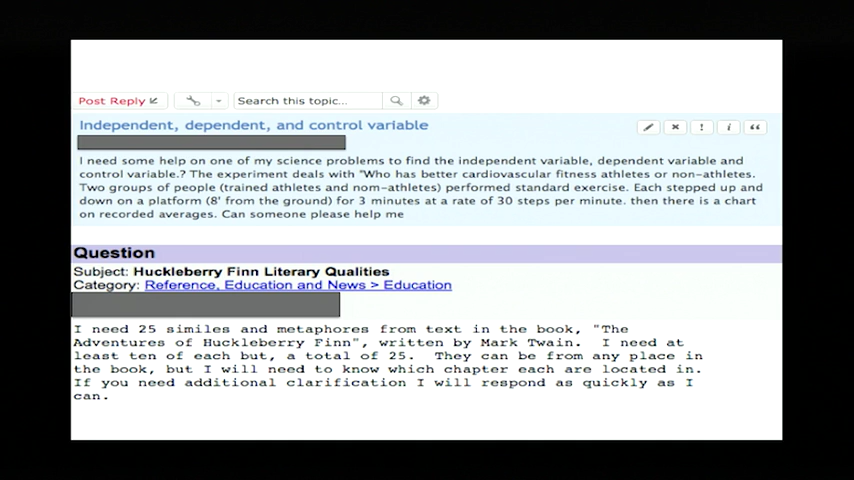 Post Reply
Search this topic...
Independent, dependent, and control variable
I need some help on one of my science problems to find the independent variable, dependent variable and
control variable.? The experiment deals with "Who has better cardiovascular fitness athletes or non-athletes.
Two groups of people (trained athletes and nom-athletes) performed standard exercise. Each stepped up and
down on a platform (8' from the ground) for 3 minutes at a rate of 30 steps per minute. then there is a chart
on recorded averages. Can someone please help me
Question
Subject: Huckleberry Finn Literary Qualities
Category: Reference, Education and News > Education
I need 25 similes and metaphores from text in the book, "The
Adventures of Huckleberry Finn", written by Mark Twain.  I need at
least ten of each but, a total of 25.  They can be from any place in
the book, but I will need to know which chapter each are located in.
If you need additional clarification I will respond as quickly as I
can.